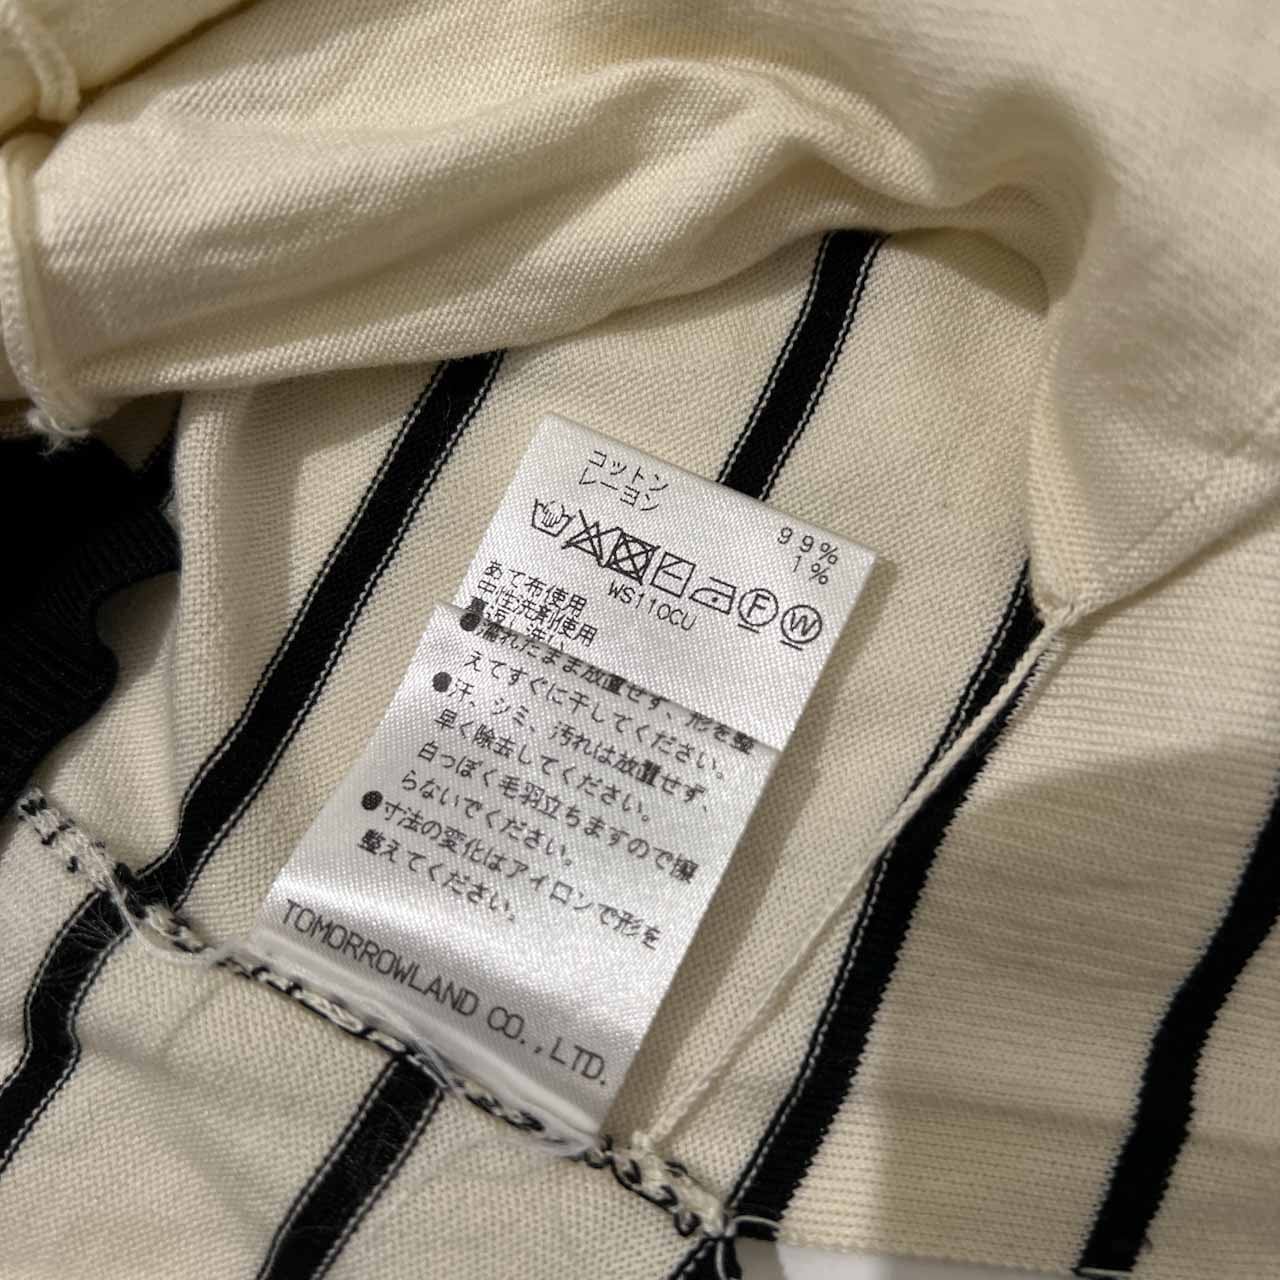 コットン 99%
レーヨン 1%
WS110CU
あて布使用
中性洗剤使用
裏返し洗い
●濡れたまま放置せず、形を整
えてすぐに干してください。
●汗、シミ、汚れは放置せず、
早く除去してください。
白っぽく毛羽立ちますので擦
らないでください。
●寸法の変化はアイロンで形を
整えてください。
TOMORROWLAND CO.,LTD.